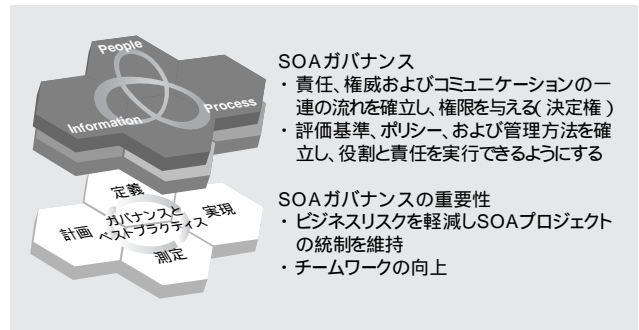 People
Process
Information
定義
計画
ガバナンスと
ベストプラクティス
実現
測定
SOAガバナンス
・責任、権威およびコミュニケーションの一
連の流れを確立し、権限を与える(決定権)
・評価基準、ポリシー、および管理方法を確
立し、役割と責任を実行できるようにする
SOAガバナンスの重要性
・ビジネスリスクを軽減しSOAプロジェクト
の統制を維持
・チームワークの向上